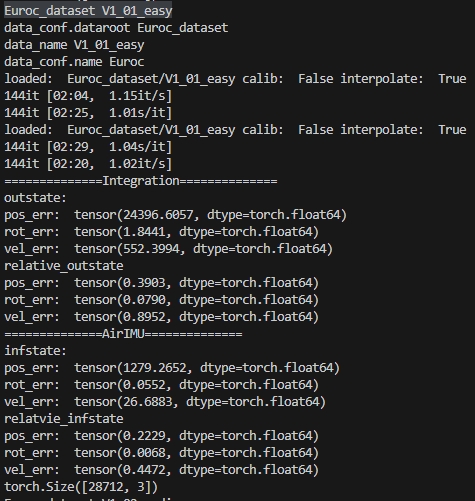 Euroc_dataset V1_01_easy
data_conf.dataroot Euroc_dataset
data_name V1_01_easy
data_conf.name Euroc
loaded:  Euroc_dataset/V1_01_easy calib:  False interpolate:  True
144it [02:04,  1.15it/s]
144it [02:25,  1.01s/it]
loaded:  Euroc_dataset/V1_01_easy calib:  False interpolate:  True
144it [02:29,  1.04s/it]
144it [02:20,  1.02it/s]
==============Integration==============
outstate:
pos_err:  tensor(24396.6057, dtype=torch.float64)
rot_err:  tensor(1.8441, dtype=torch.float64)
vel_err:  tensor(552.3994, dtype=torch.float64)
relative_outstate
pos_err:  tensor(0.3903, dtype=torch.float64)
rot_err:  tensor(0.0790, dtype=torch.float64)
vel_err:  tensor(0.8952, dtype=torch.float64)
==============AirIMU==============
infstate:
pos_err:  tensor(1279.2652, dtype=torch.float64)
rot_err:  tensor(0.0552, dtype=torch.float64)
vel_err:  tensor(26.6883, dtype=torch.float64)
relatvie_infstate
pos_err:  tensor(0.2229, dtype=torch.float64)
rot_err:  tensor(0.0068, dtype=torch.float64)
vel_err:  tensor(0.4472, dtype=torch.float64)
torch.Size([28712, 3])